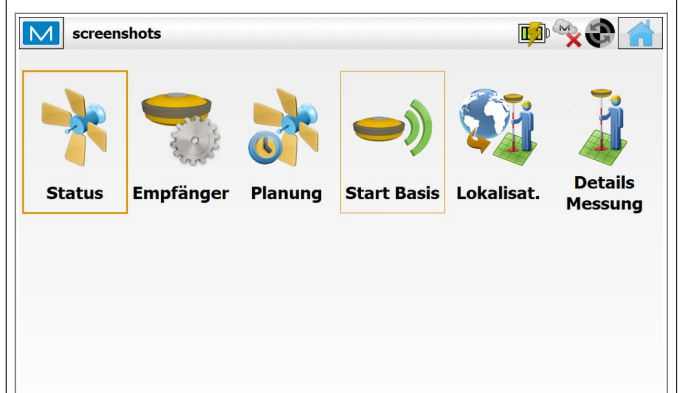 M screenshots
Status
Empfänger
Planung
Start Basis
Lokalisat.
Details
Messung